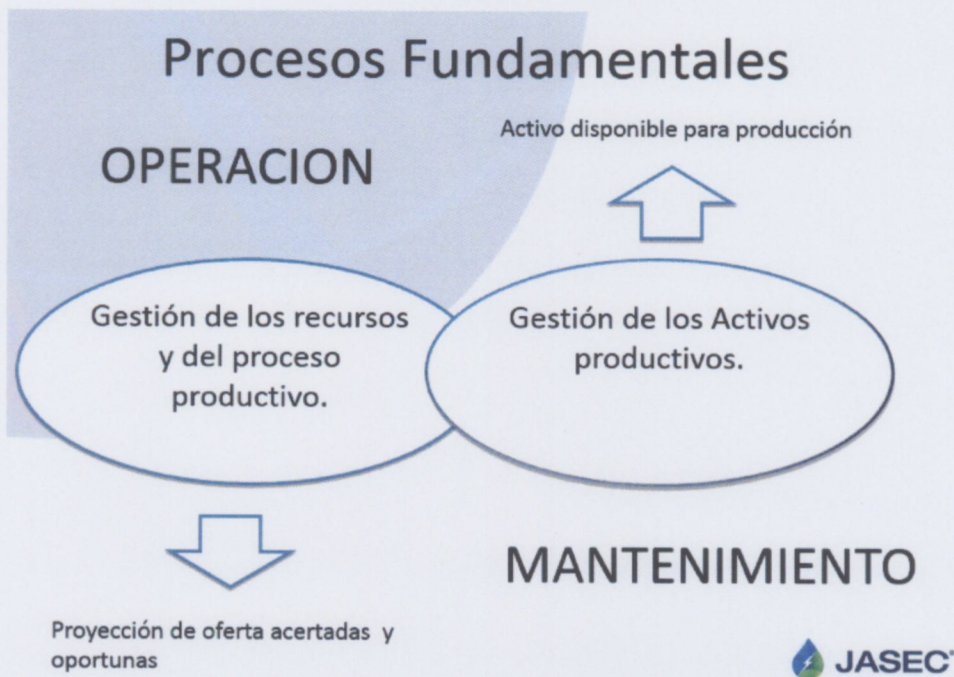 Procesos Fundamentales
OPERACION
Activo disponible para producción
Gestión de los recursos
y del proceso
productivo.
Gestión de los Activos
productivos.
MANTENIMIENTO
Proyección de oferta acertadas y
oportunas
JASEC